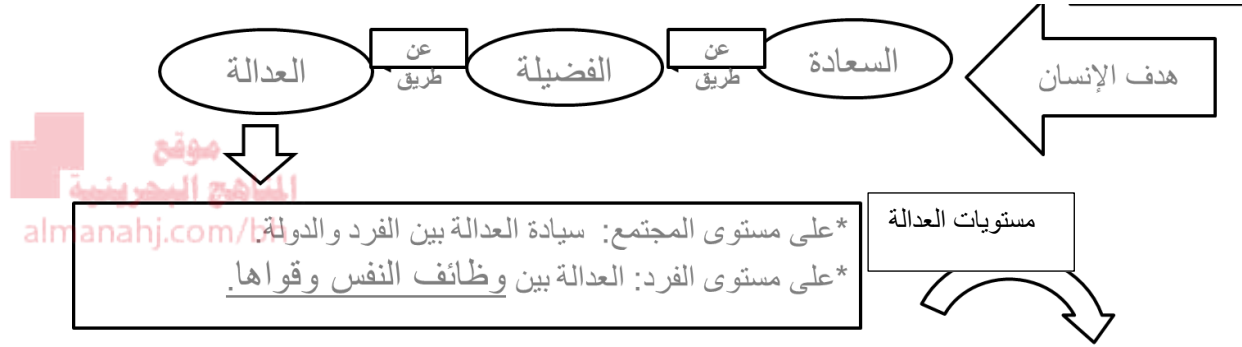 هدف الإنسان
السعادة
عن
طريق
الفضيلة
عن
طريق
العدالة
موقع
المناهج البحرينية
almanahj.com/bh
مستويات العدالة
*على مستوى المجتمع: سيادة العدالة بين الفرد والدولة.
*على مستوى الفرد: العدالة بين وظائف النفس وقواها.